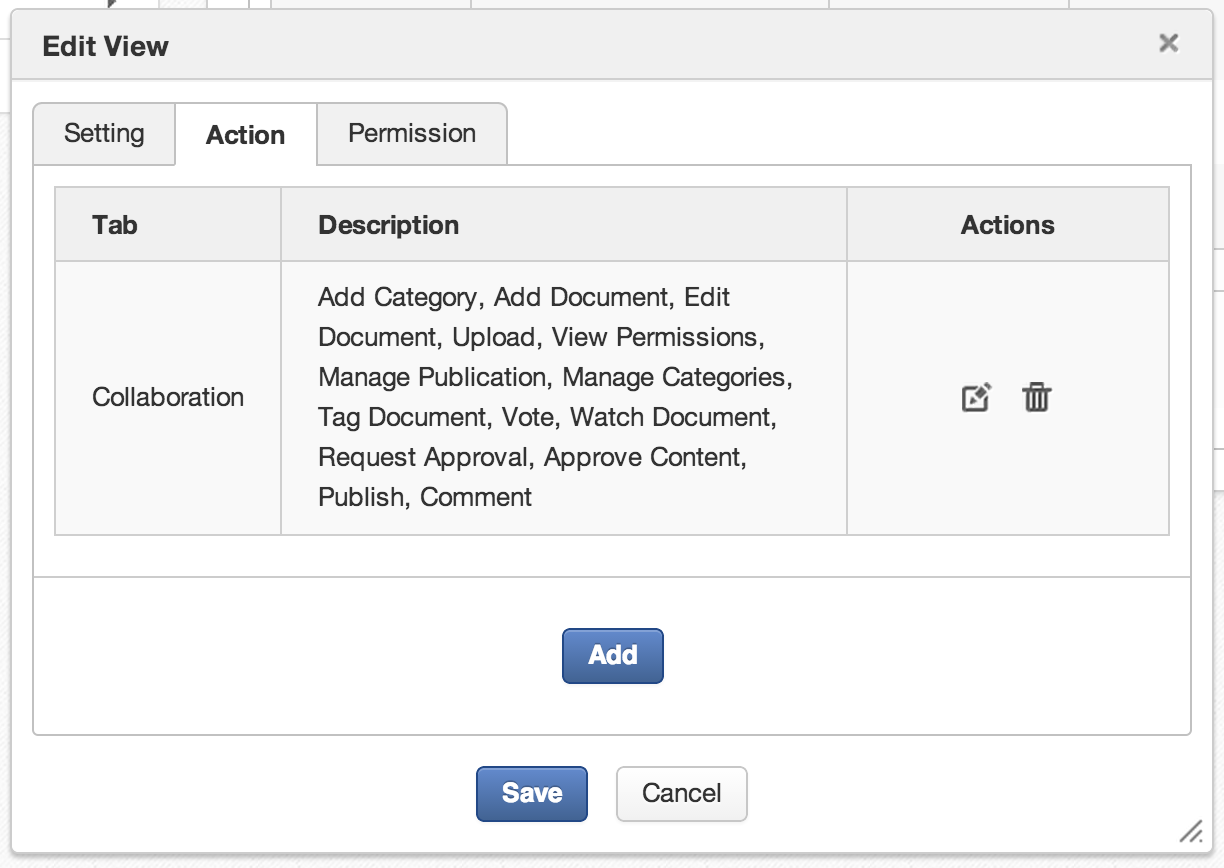 Edit View
Setting
Action
Permission
Tab
Description
Actions
Collaboration
Add Category, Add Document, Edit
Document, Upload, View Permissions,
Manage Publication, Manage Categories,
Tag Document, Vote, Watch Document,
Request Approval, Approve Content,
Publish, Comment
Add
Save
Cancel